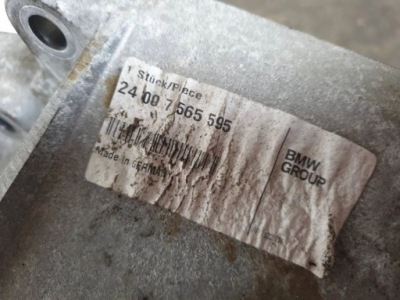 1 Stück/Piece
24 00 7 565 595
Made in GERMANY
BMW
GROUP